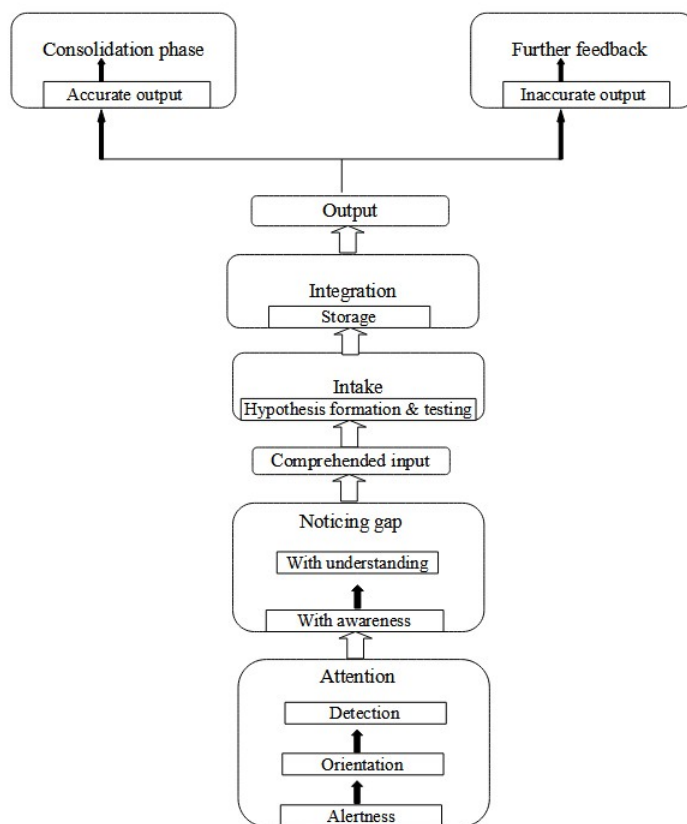 Consolidation phase
Accurate output
Further feedback
Inaccurate output
Output
Integration
Storage
Intake
Hypothesis formation & testing
Comprehended input
Noticing gap
With understanding
With awareness
Attention
Detection
Orientation
Alertness